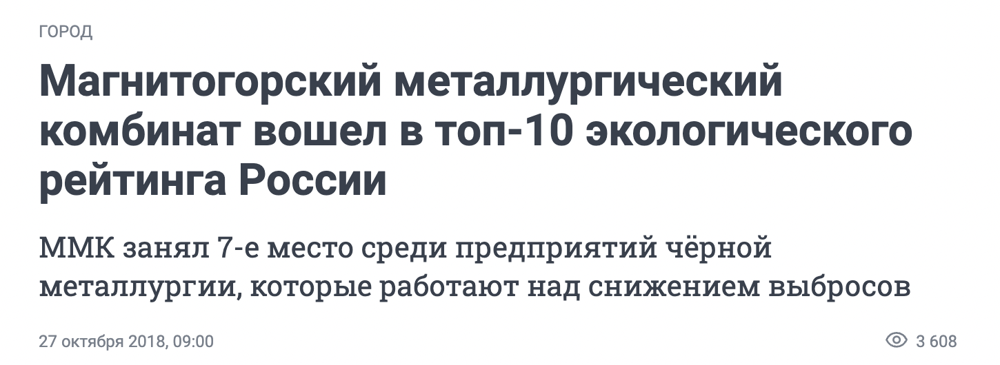 ГОРОД
Магнитогорский металлургический
комбинат вошел в топ-10 экологического
рейтинга России
ММК занял 7-е место среди предприятий чёрной
металлургии, которые работают над снижением выбросов
27 октября 2018, 09:00
3 608